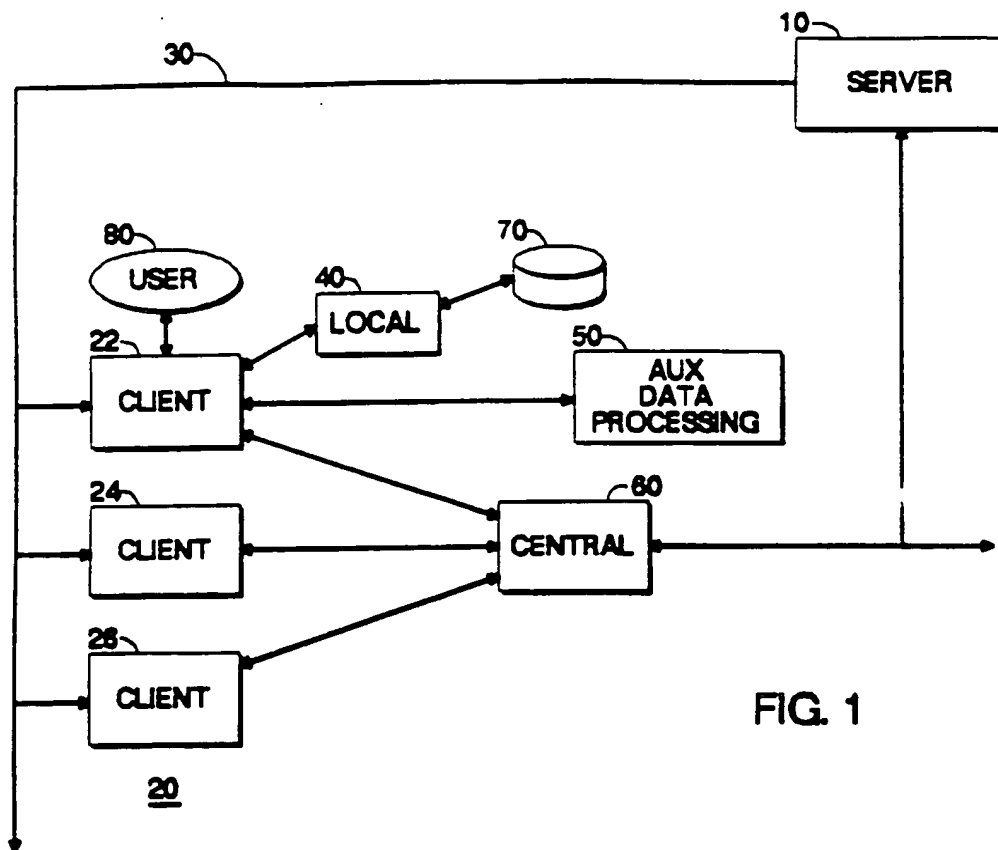 10
30
SERVER
80
USER
70
40
LOCAL
22
CLIENT
50
AUX
DATA
PROCESSING
24
CLIENT
60
CENTRAL
26
CLIENT
FIG. 1
20